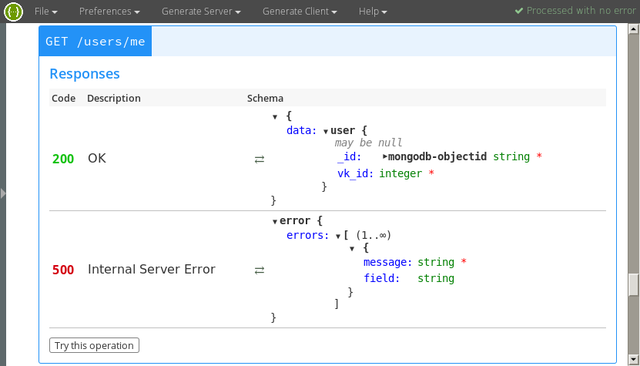 {··} File Preferences Generate Server Generate Client Help ✔ Processed with no error
GET /users/me
Responses
Code Description Schema
▼ {
data: ▼user {
may be null
_id: ▸mongodb-objectid string *
200 OK ⇄
vk_id: integer *
}
}
▼error {
errors: ▼[ (1..∞)
▼ {
message: string *
500 Internal Server Error ⇄
field: string
}
]
}
Try this operation